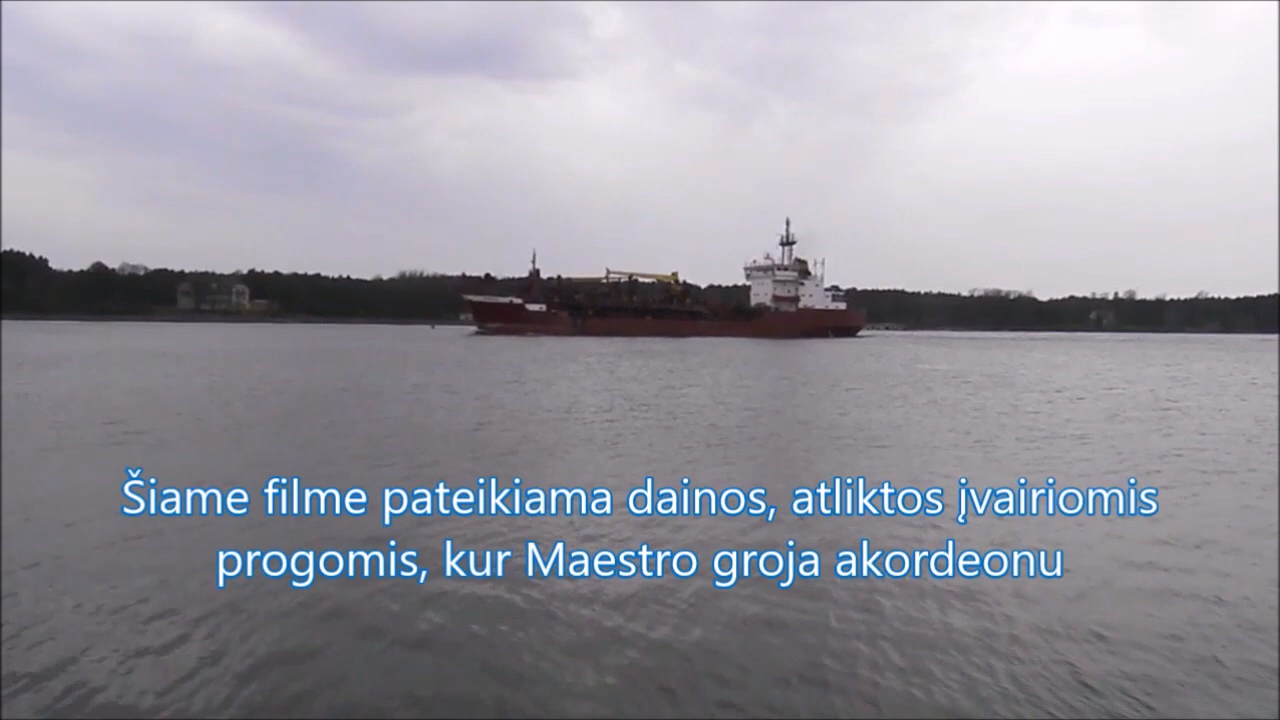 Šiame filme pateikiama dainos, atliktos įvairiomis
progomis, kur Maestro groja akordeonu